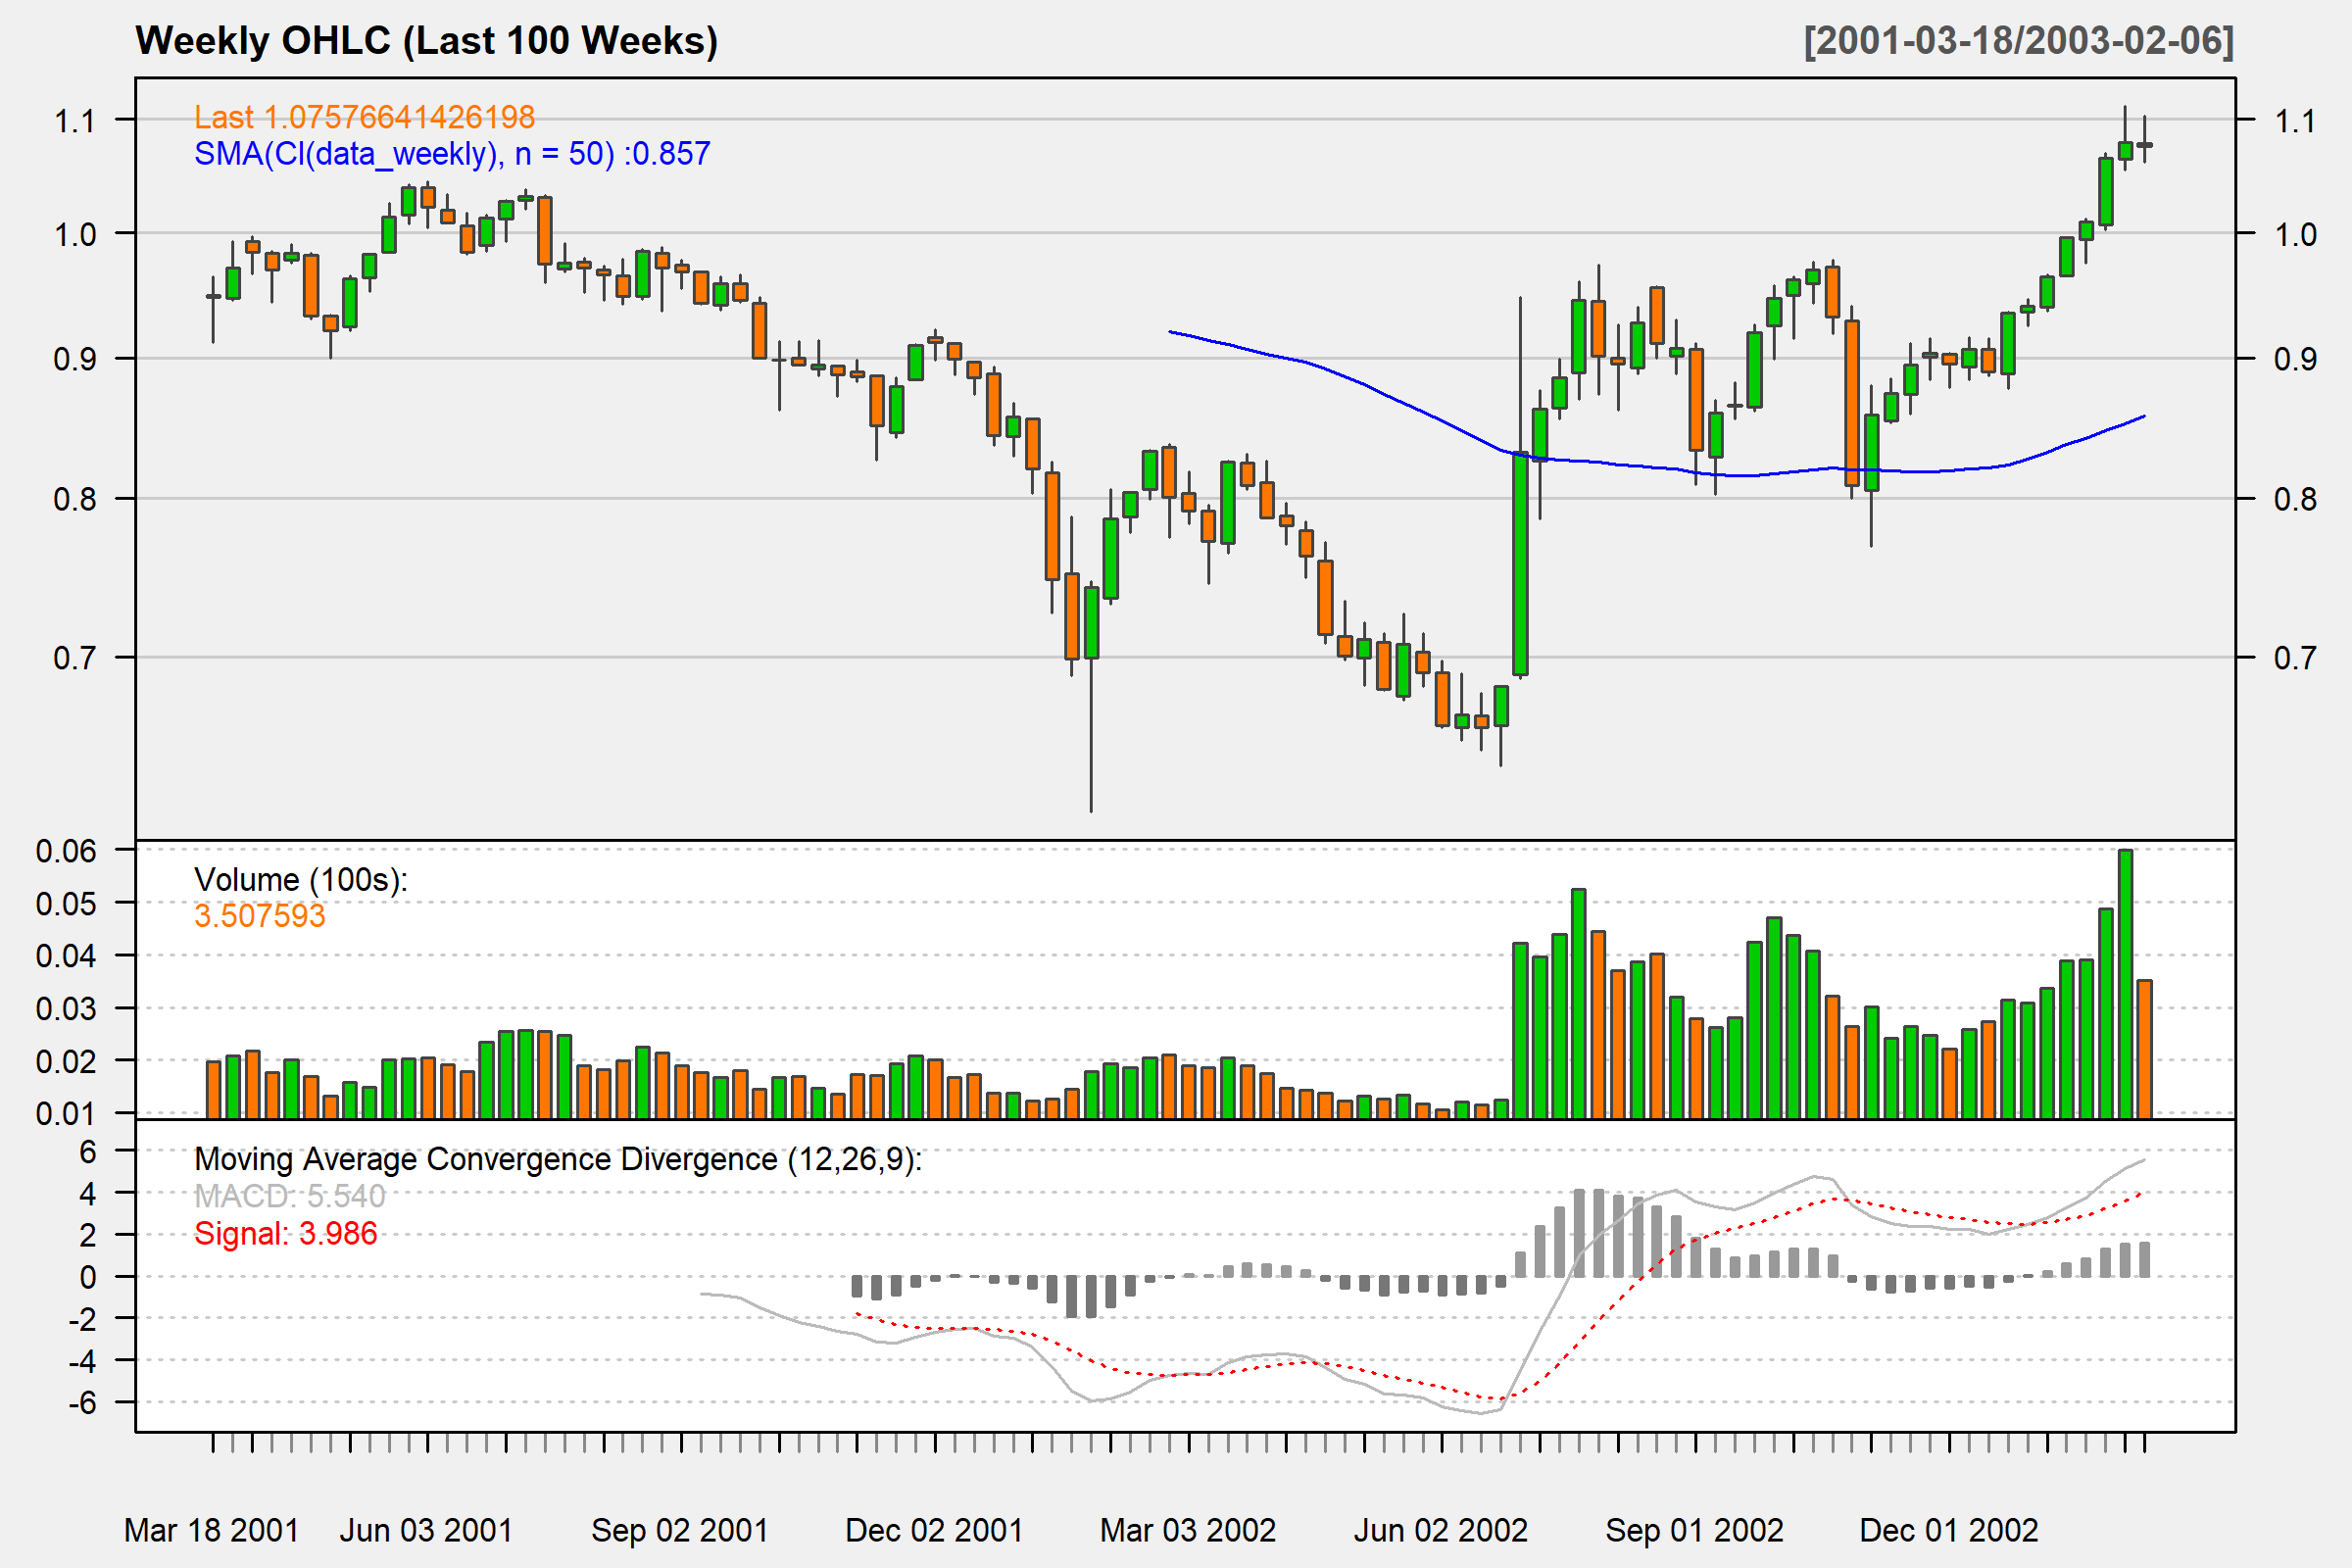 Weekly OHLC (Last 100 Weeks)
[2001-03-18/2003-02-06]
Last 1.07576641426198
SMA(Cl(data_weekly), n = 50) :0.857
1.1
1.0
0.9
0.8
0.7
1.1
1.0
0.9
0.8
0.7
Volume (100s):
3.507593
0.06
0.05
0.04
0.03
0.02
0.01
Moving Average Convergence Divergence (12,26,9):
MACD: 5.540
Signal: 3.986
6
4
2
0
-2
-4
-6
Mar 18 2001
Jun 03 2001
Sep 02 2001
Dec 02 2001
Mar 03 2002
Jun 02 2002
Sep 01 2002
Dec 01 2002